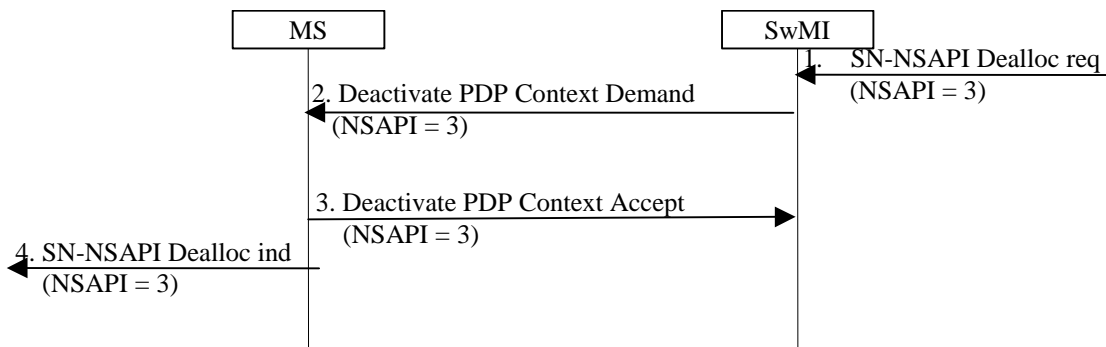 MS
SwMI
1. SN-NSAPI Dealloc req
(NSAPI = 3)
2. Deactivate PDP Context Demand
(NSAPI = 3)
3. Deactivate PDP Context Accept
(NSAPI = 3)
4. SN-NSAPI Dealloc ind
(NSAPI = 3)